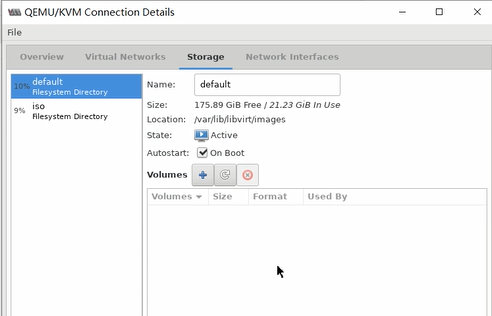 QEMU/KVM Connection Details
File
Overview Virtual Networks Storage Network Interfaces
10% default
Filesystem Directory
9% iso
Filesystem Directory
Name: default
Size: 175.89 GiB Free / 21.23 GiB In Use
Location: /var/lib/libvirt/images
State: Active
Autostart: On Boot
Volumes
Volumes Size Format Used By